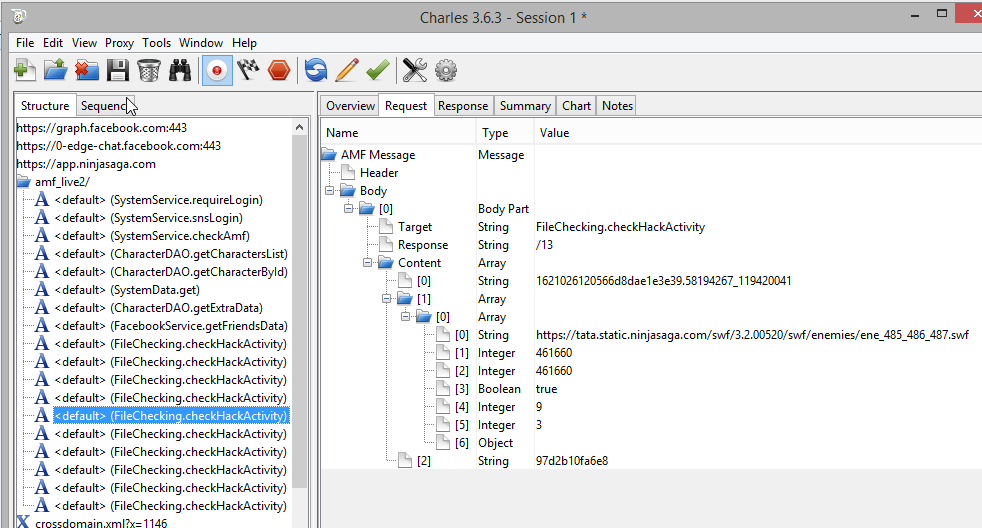 Charles 3.6.3 - Session 1 *
File Edit View Proxy Tools Window Help
Structure Sequenc
https://graph.facebook.com:443
https://0-edge-chat.facebook.com:443
https://app.ninjasaga.com
amf_live2/
<default> (SystemService.requireLogin)
<default> (SystemService.snsLogin)
<default> (SystemService.checkAmf)
<default> (CharacterDAO.getCharactersList)
<default> (CharacterDAO.getCharacterById)
<default> (SystemData.get)
<default> (CharacterDAO.getExtraData)
<default> (FacebookService.getFriendsData)
<default> (FileChecking.checkHackActivity)
<default> (FileChecking.checkHackActivity)
<default> (FileChecking.checkHackActivity)
<default> (FileChecking.checkHackActivity)
<default> (FileChecking.checkHackActivity)
<default> (FileChecking.checkHackActivity)
<default> (FileChecking.checkHackActivity)
<default> (FileChecking.checkHackActivity)
<default> (FileChecking.checkHackActivity)
<default> (FileChecking.checkHackActivity)
crossdomain.xml?x=1146
Overview Request Response Summary Chart Notes
Name Type Value
AMF Message Message
Header
Body
[0] Body Part
Target String FileChecking.checkHackActivity
Response String /13
Content Array
[0] String 1621026120566d8dae1e3e39.58194267_119420041
[1] Array
[0] Array
[0] String https://tata.static.ninjasaga.com/swf/3.2.00520/swf/enemies/ene_485_486_487.swf
[1] Integer 461660
[2] Integer 461660
[3] Boolean true
[4] Integer 9
[5] Integer 3
[6] Object
[2] String 97d2b10fa6e8